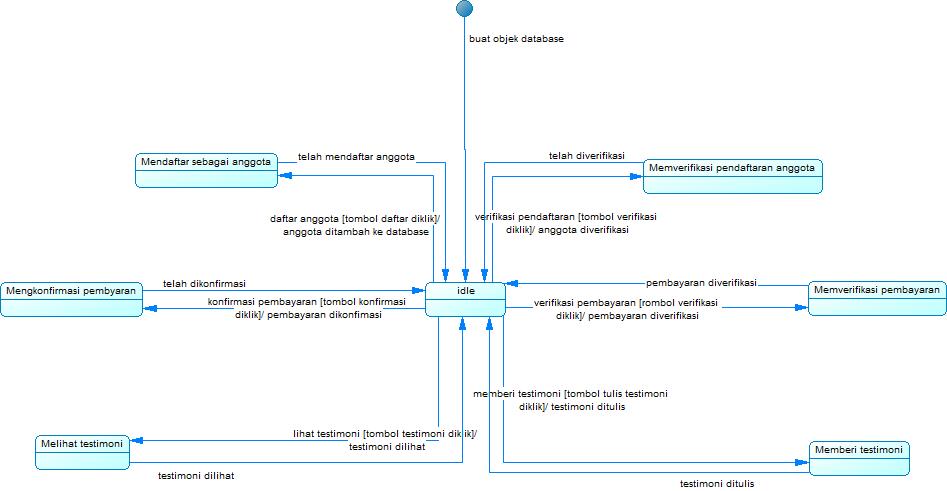 buat objek database
Mendaftar sebagai anggota
telah mendaftar anggota
telah diverifikasi
Memverifikasi pendaftaran anggota
daftar anggota [tombol daftar diklik]/
anggota ditambah ke database
verifikasi pendaftaran [tombol verifikasi
diklik]/ anggota diverifikasi
Mengkonfirmasi pembyaran
telah dikonfirmasi
idle
pembayaran diverifikasi
Memverifikasi pembayaran
konfirmasi pembayaran [tombol konfirmasi
diklik]/ pembayaran dikonfimasi
verifikasi pembayaran [rombol verifikasi
diklik]/ pembayaran diverifikasi
memberi testimoni [tombol tulis testimoni
diklik]/ testimoni ditulis
Melihat testimoni
lihat testimoni [tombol testimoni diklik]/
testimoni dilihat
Memberi testimoni
testimoni dilihat
testimoni ditulis